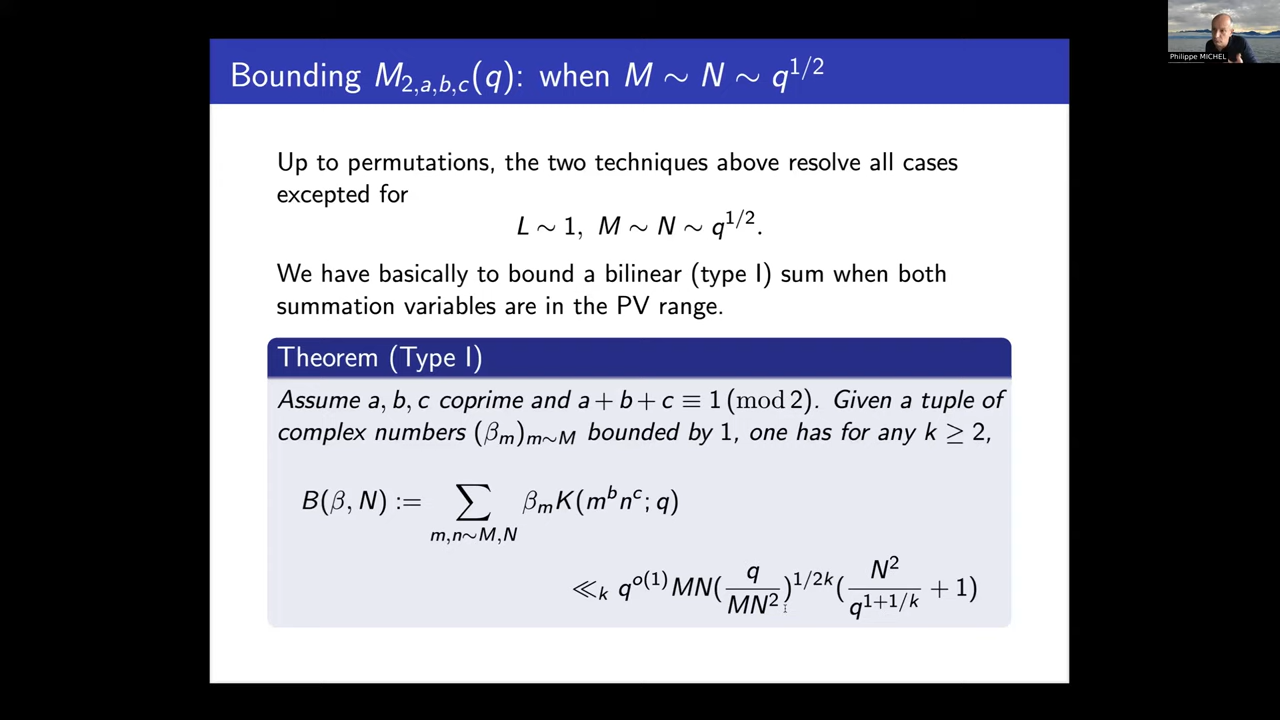 Bounding M_{2,a,b,c}(q): when M ∼ N ∼ q^{1/2}
Philippe MICHEL
Up to permutations, the two techniques above resolve all cases
excepted for
L ∼ 1, M ∼ N ∼ q^{1/2}.
We have basically to bound a bilinear (type I) sum when both
summation variables are in the PV range.
Theorem (Type I)
Assume a, b, c coprime and a + b + c ≡ 1 (mod 2). Given a tuple of
complex numbers (β_m)_{m∼M} bounded by 1, one has for any k ≥ 2,
B(β, N) := ∑_{m,n∼M,N} β_m K(m^b n^c; q)
≪_k q^{o(1)} MN(q/MN^2)^{1/2k}(N^2/q^{1+1/k} + 1)